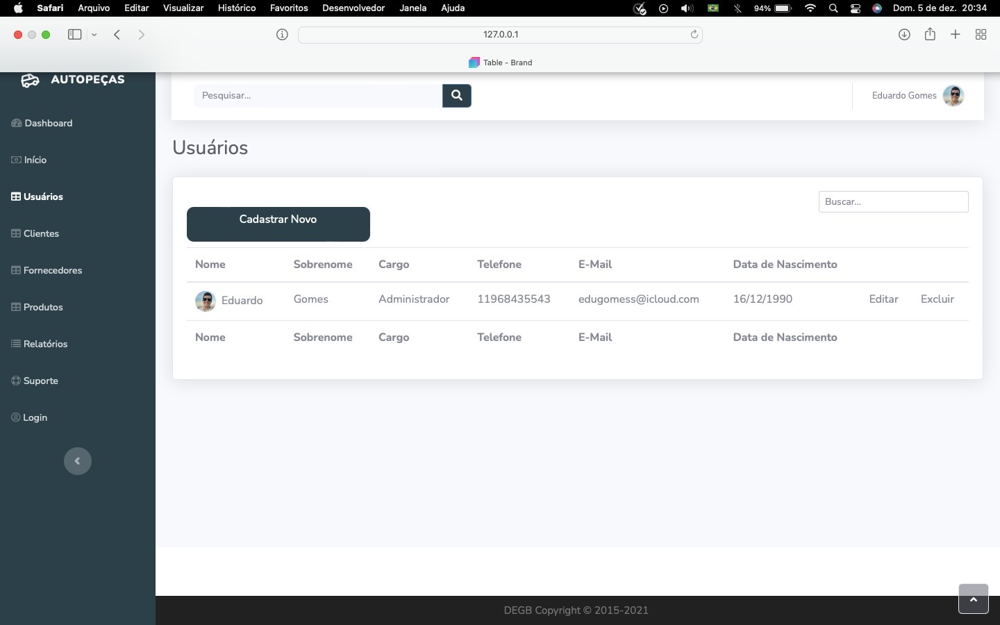 Safari Arquivo Editar Visualizar Histórico Favoritos Desenvolvedor Janela Ajuda 94% Dom. 5 de dez. 20:34
127.0.0.1
Table - Brand
AUTOPEÇAS
Pesquisar...
Eduardo Gomes
Dashboard
Início
Usuários
Clientes
Fornecedores
Produtos
Relatórios
Suporte
Login
Usuários
Buscar...
Cadastrar Novo
Nome Sobrenome Cargo Telefone E-Mail Data de Nascimento
Eduardo Gomes Administrador 11968435543 edugomess@icloud.com 16/12/1990 Editar Excluir
Nome Sobrenome Cargo Telefone E-Mail Data de Nascimento
DEGB Copyright © 2015-2021